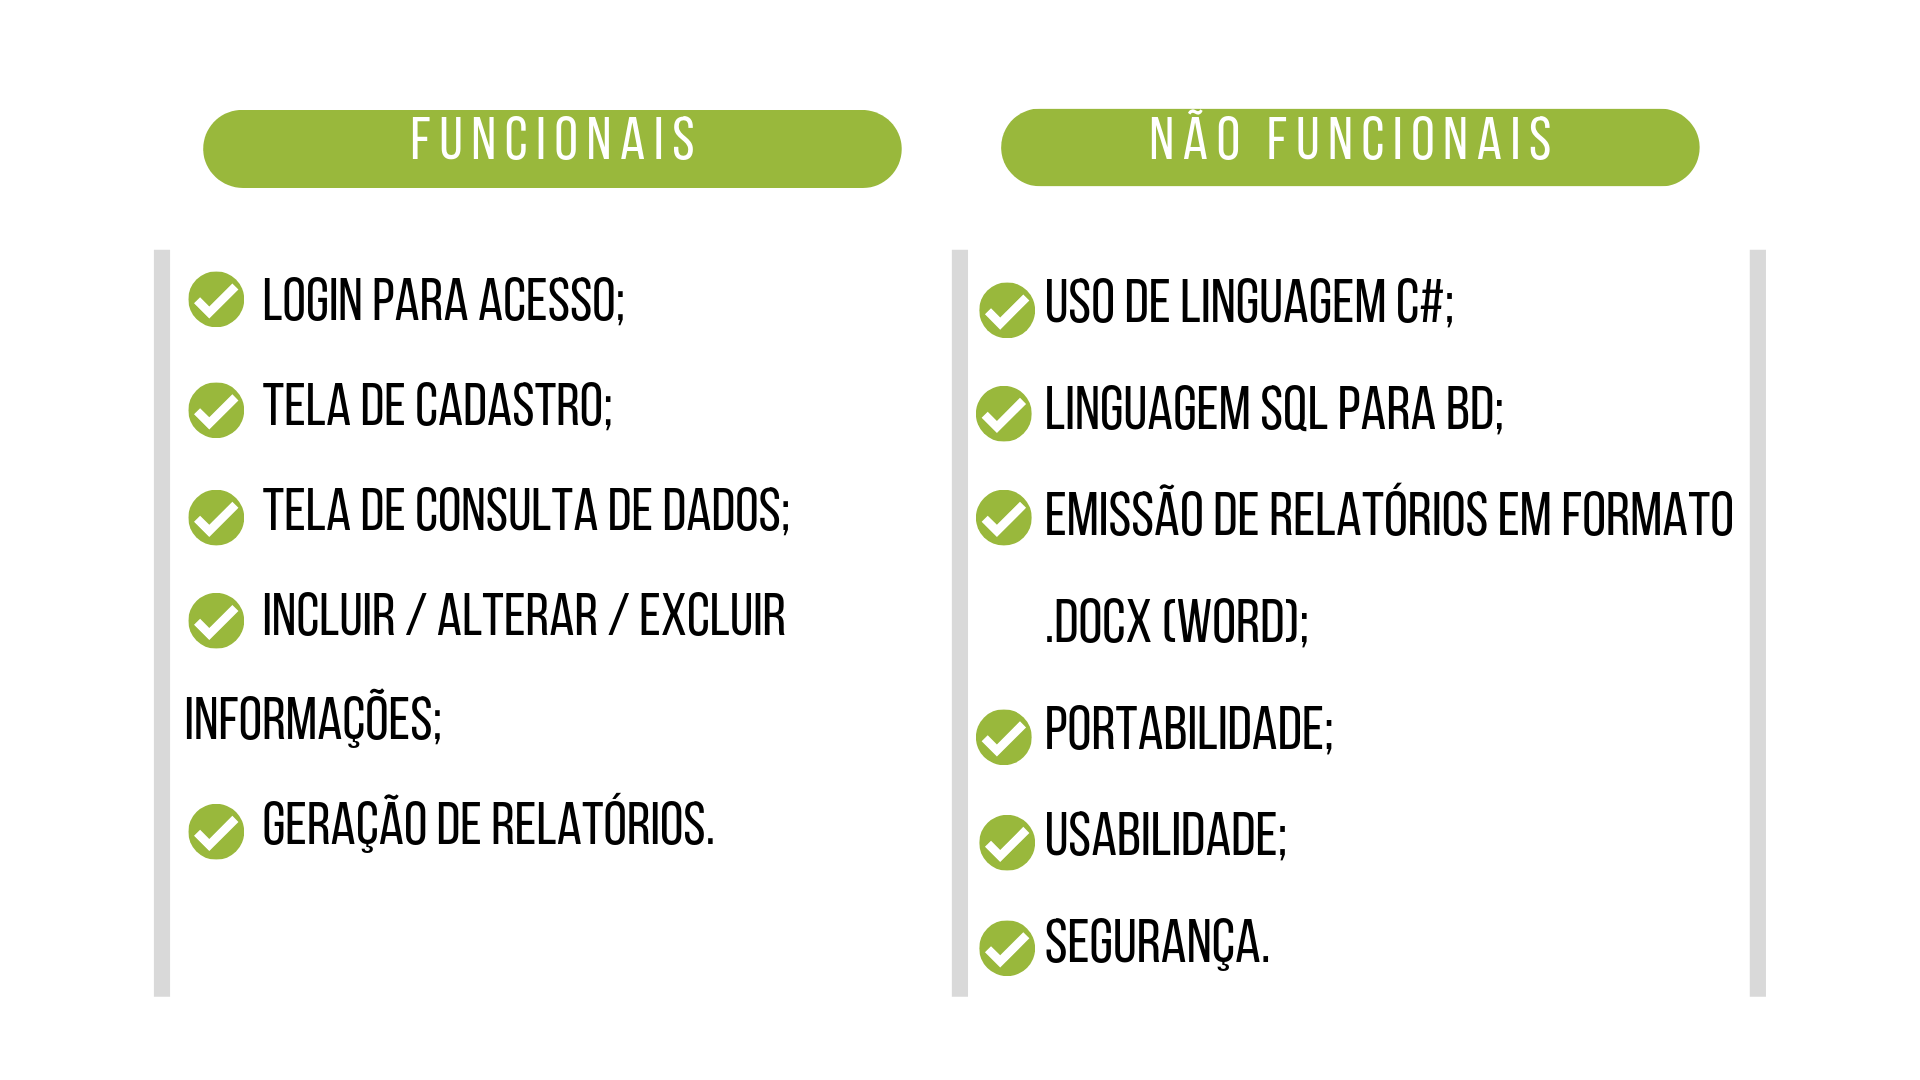 FUNCIONAIS
LOGIN PARA ACESSO;
TELA DE CADASTRO;
TELA DE CONSULTA DE DADOS;
INCLUIR / ALTERAR / EXCLUIR
INFORMAÇÕES;
GERAÇÃO DE RELATÓRIOS.
NÃO FUNCIONAIS
USO DE LINGUAGEM C#;
LINGUAGEM SQL PARA BD;
EMISSÃO DE RELATÓRIOS EM FORMATO
.DOCX (WORD);
PORTABILIDADE;
USABILIDADE;
SEGURANÇA.